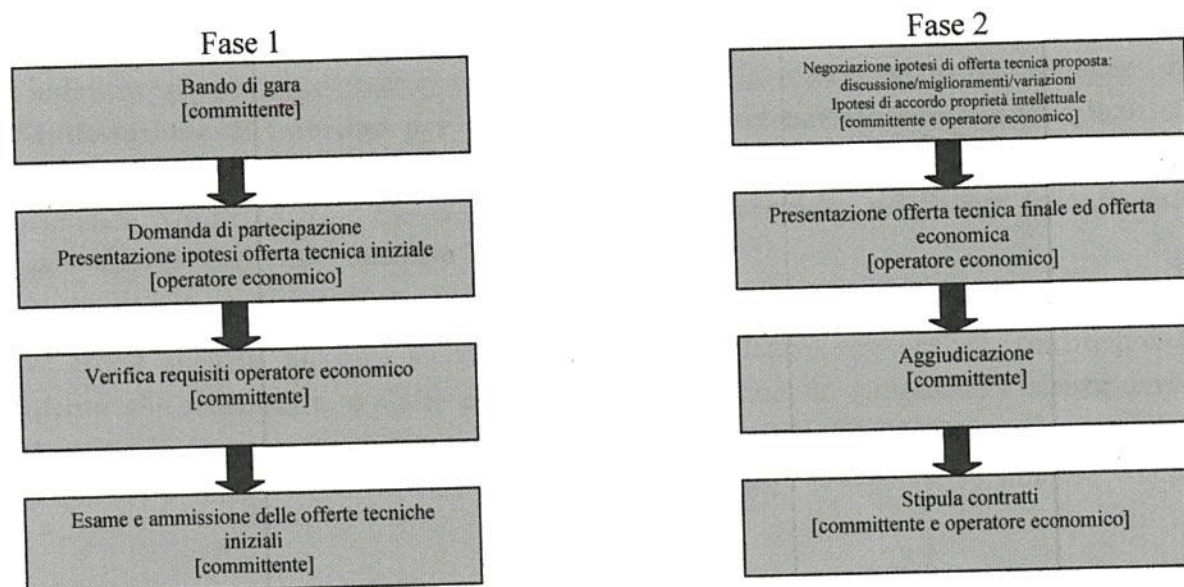 Fase 1
Bando di gara
[committente]
Domanda di partecipazione
Presentazione ipotesi offerta tecnica iniziale
[operatore economico]
Verifica requisiti operatore economico
[committente]
Esame e ammissione delle offerte tecniche
iniziali
[committente]
Fase 2
Negoziazione ipotesi di offerta tecnica proposta:
discussione/miglioramenti/variazioni
Ipotesi di accordo proprietà intellettuale
[committente e operatore economico]
Presentazione offerta tecnica finale ed offerta
economica
[operatore economico]
Aggiudicazione
[committente]
Stipula contratti
[committente e operatore economico]